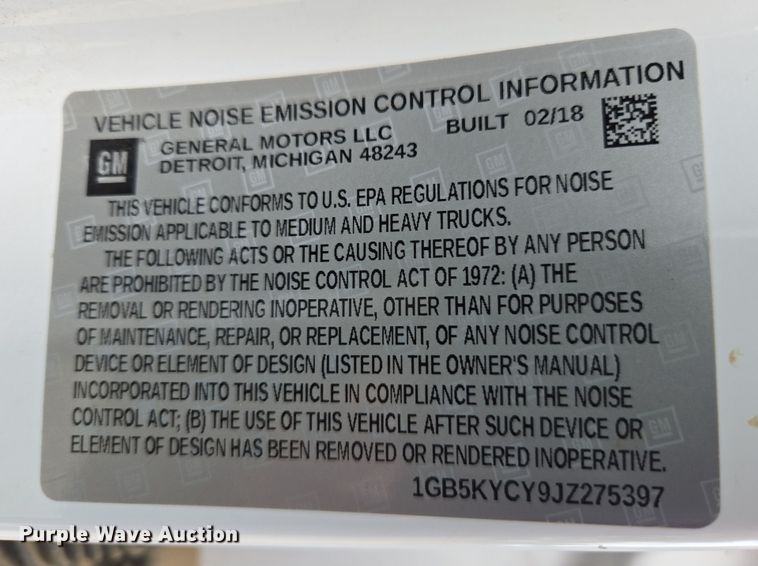 VEHICLE NOISE EMISSION CONTROL INFORMATION
GM
GENERAL MOTORS LLC BUILT 02/18
DETROIT, MICHIGAN 48243
THIS VEHICLE CONFORMS TO U.S. EPA REGULATIONS FOR NOISE
EMISSION APPLICABLE TO MEDIUM AND HEAVY TRUCKS.
THE FOLLOWING ACTS OR THE CAUSING THEREOF BY ANY PERSON
ARE PROHIBITED BY THE NOISE CONTROL ACT OF 1972: (A) THE
REMOVAL OR RENDERING INOPERATIVE, OTHER THAN FOR PURPOSES
OF MAINTENANCE, REPAIR, OR REPLACEMENT, OF ANY NOISE CONTROL
DEVICE OR ELEMENT OF DESIGN (LISTED IN THE OWNER'S MANUAL)
INCORPORATED INTO THIS VEHICLE IN COMPLIANCE WITH THE NOISE
CONTROL ACT; (B) THE USE OF THIS VEHICLE AFTER SUCH DEVICE OR
ELEMENT OF DESIGN HAS BEEN REMOVED OR RENDERED INOPERATIVE.
1GB5KYCY9JZ275397
Purple Wave Auction